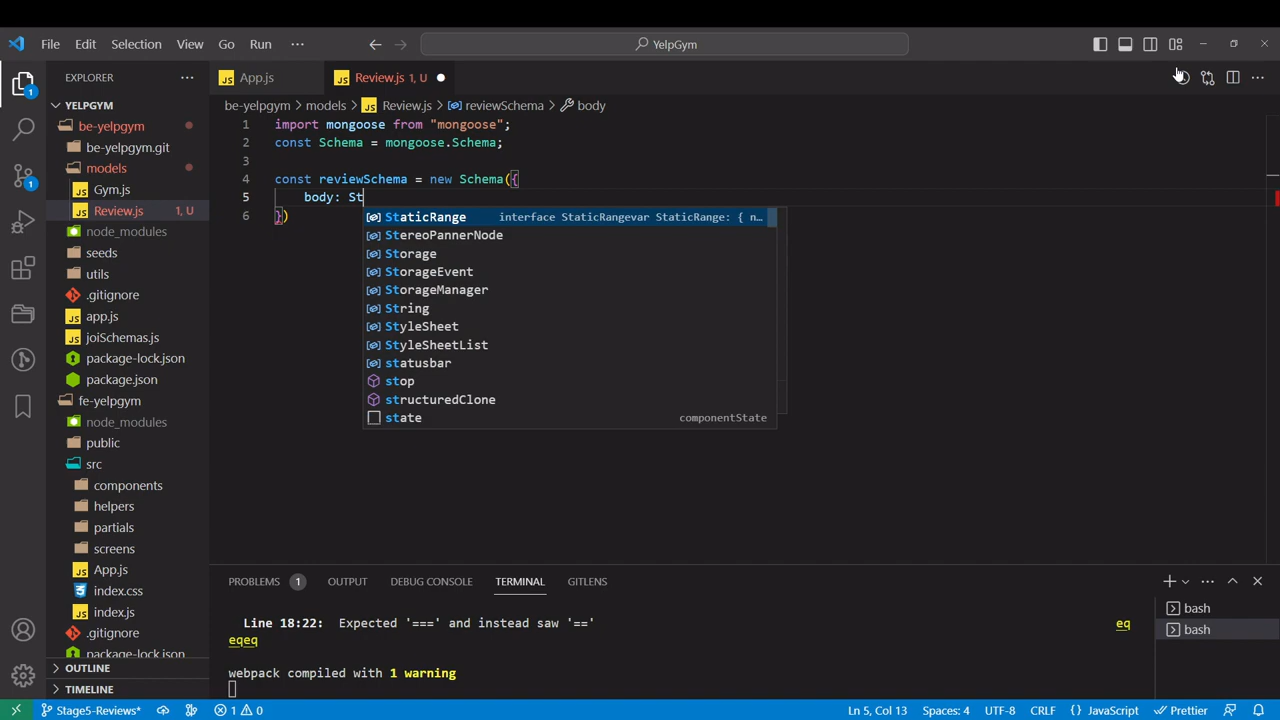 File Edit Selection View Go Run ··· YelpGym
EXPLORER ··· App.js Review.js 1, U
be-yelpgym > models > Review.js > reviewSchema > body
YELPGYM
be-yelpgym
be-yelpgym.git
models
Gym.js
Review.js 1, U
node_modules
seeds
utils
.gitignore
app.js
joiSchemas.js
package-lock.json
package.json
fe-yelpgym
node_modules
public
src
components
helpers
partials
screens
App.js
index.css
index.js
.gitignore
package-lock.json
OUTLINE
TIMELINE
1 import mongoose from "mongoose";
2 const Schema = mongoose.Schema;
3
4 const reviewSchema = new Schema({
5 body: St
6 })
StaticRange interface StaticRangevar StaticRange: { n…
StereoPannerNode
Storage
StorageEvent
StorageManager
String
StyleSheet
StyleSheetList
statusbar
stop
structuredClone
state componentState
PROBLEMS 1 OUTPUT DEBUG CONSOLE TERMINAL GITLENS
Line 18:22: Expected '===' and instead saw '==' eq
eqeq
webpack compiled with 1 warning
bash
bash
1
1
Stage5-Reviews* 1 0 Ln 5, Col 13 Spaces: 4 UTF-8 CRLF {} JavaScript Prettier